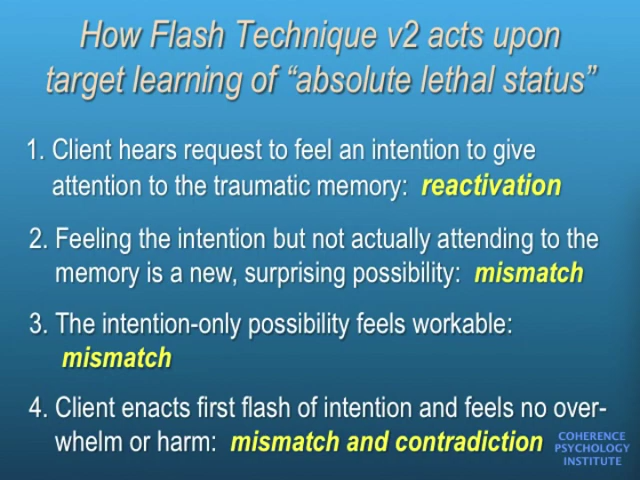 How Flash Technique v2 acts upon
target learning of “absolute lethal status”
1. Client hears request to feel an intention to give
attention to the traumatic memory: reactivation
2. Feeling the intention but not actually attending to the
memory is a new, surprising possibility: mismatch
3. The intention-only possibility feels workable:
mismatch
4. Client enacts first flash of intention and feels no over-
whelm or harm: mismatch and contradiction
COHERENCE
PSYCHOLOGY
INSTITUTE